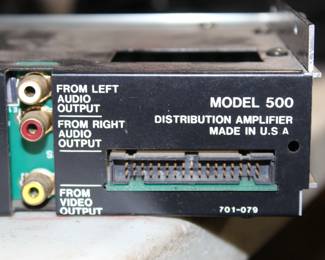 FROM LEFT
AUDIO
OUTPUT
FROM RIGHT
AUDIO
OUTPUT
FROM
VIDEO
OUTPUT
MODEL 500
DISTRIBUTION AMPLIFIER
MADE IN U.S A
701-079